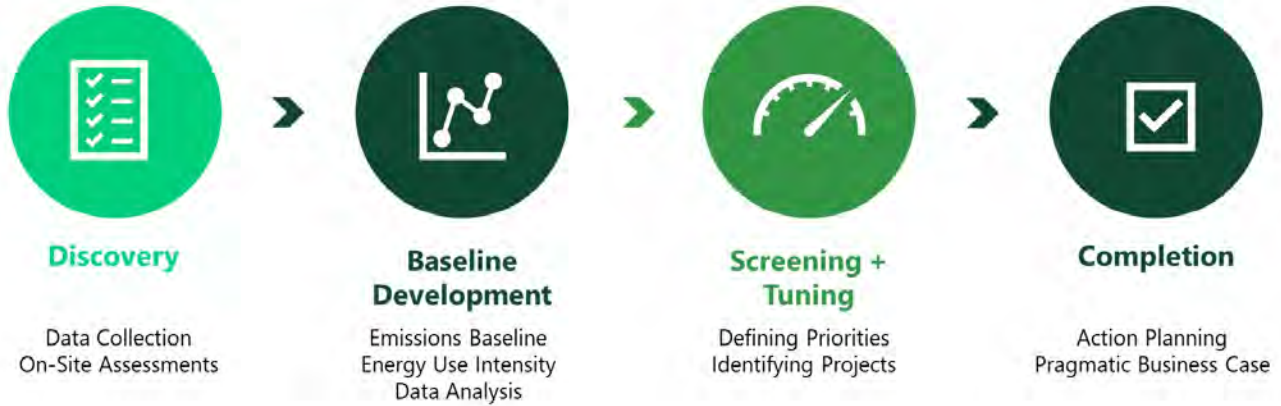 Discovery
Data Collection
On-Site Assessments
Baseline
Development
Emissions Baseline
Energy Use Intensity
Data Analysis
Screening +
Tuning
Defining Priorities
Identifying Projects
Completion
Action Planning
Pragmatic Business Case